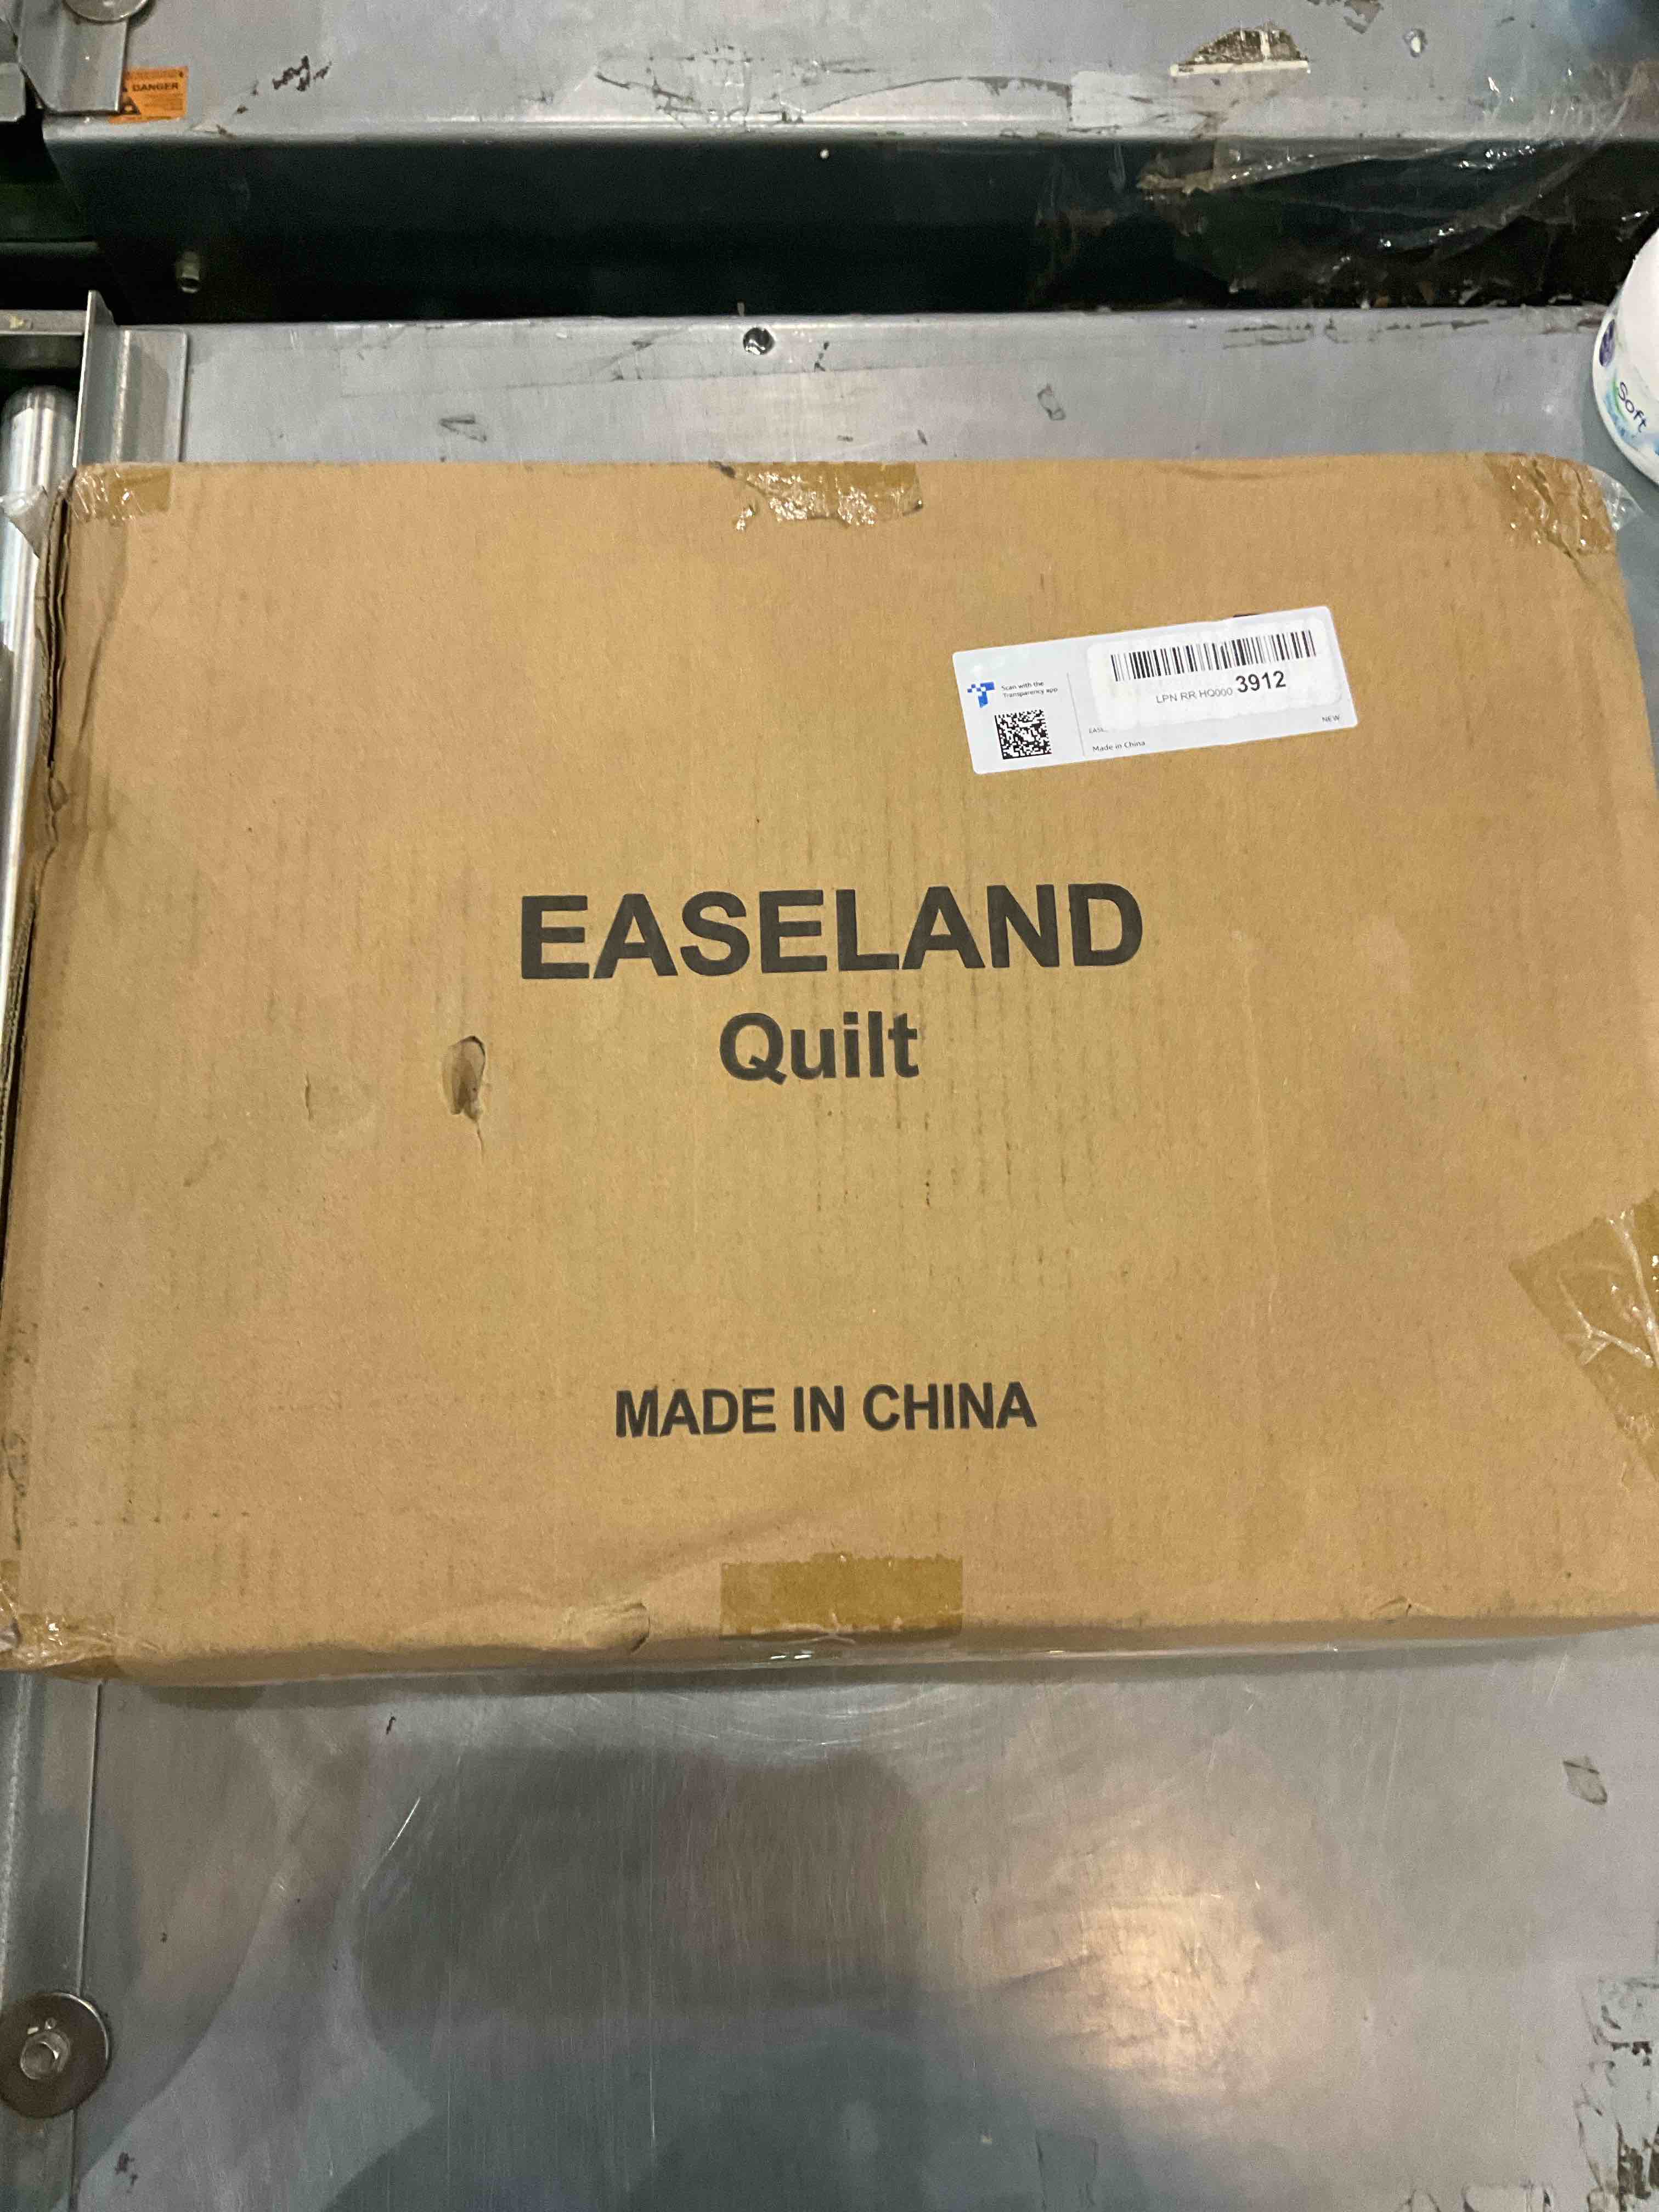 DANGER
Soft
Scan with the
Transparency app
LPN RR HQ000 3912
NEW
Made in China
EASELAND
Quilt
MADE IN CHINA